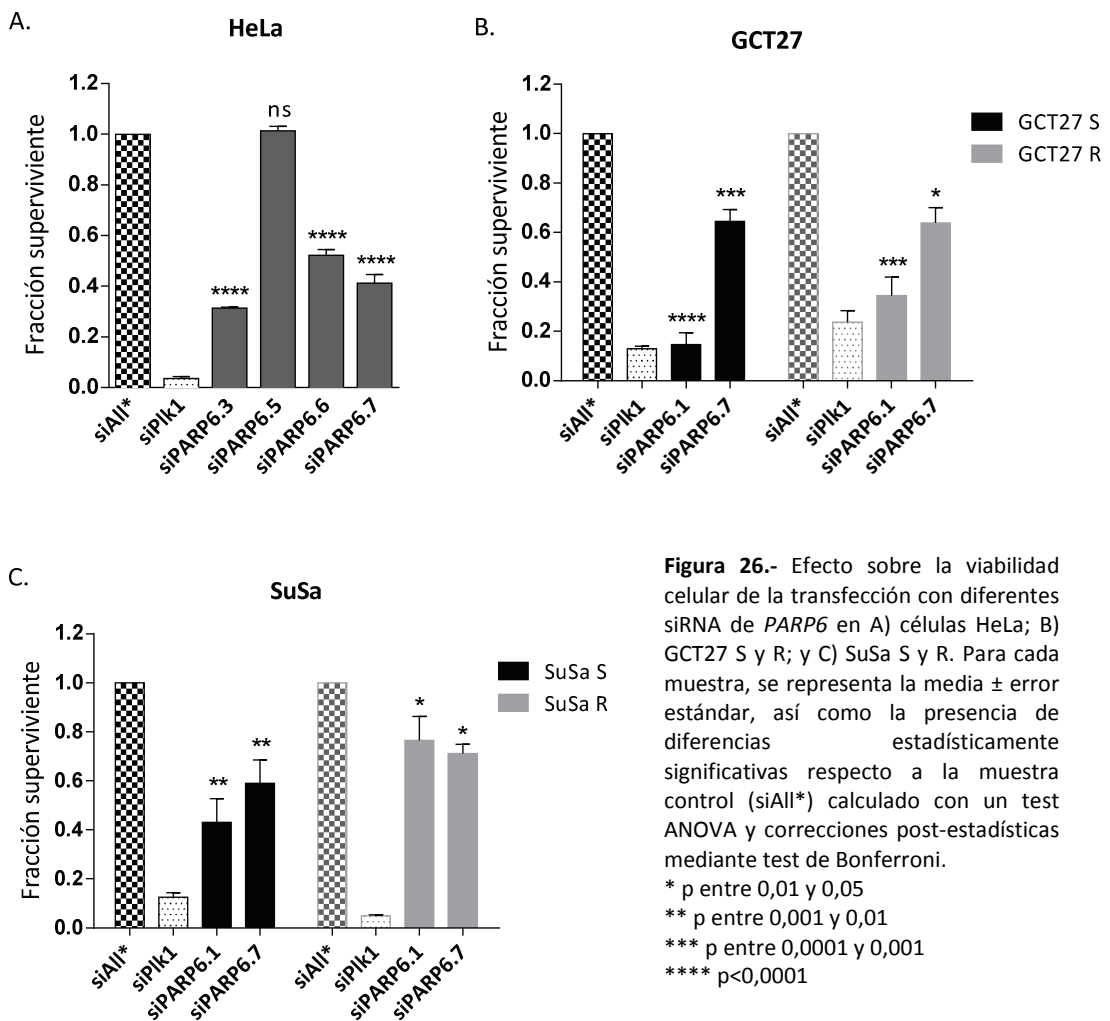 A.
HeLa
Fracción superviviente
1.2
1.0
0.8
0.6
0.4
0.2
0.0
ns
****
****
****
siAll*
siPlk1
siPARP6.3
siPARP6.5
siPARP6.6
siPARP6.7
B.
GCT27
Fracción superviviente
1.2
1.0
0.8
0.6
0.4
0.2
0.0
****
***
***
*
siAll*
siPlk1
siPARP6.1
siPARP6.7
siAll*
siPlk1
siPARP6.1
siPARP6.7
GCT27 S
GCT27 R
C.
SuSa
Fracción superviviente
1.2
1.0
0.8
0.6
0.4
0.2
0.0
**
**
*
*
siAll*
siPlk1
siPARP6.1
siPARP6.7
siAll*
siPlk1
siPARP6.1
siPARP6.7
SuSa S
SuSa R
Figura 26.- Efecto sobre la viabilidad
celular de la transfección con diferentes
siRNA de PARP6 en A) células HeLa; B)
GCT27 S y R; y C) SuSa S y R. Para cada
muestra, se representa la media ± error
estándar, así como la presencia de
diferencias estadísticamente
significativas respecto a la muestra
control (siAll*) calculado con un test
ANOVA y correcciones post-estadísticas
mediante test de Bonferroni.
* p entre 0,01 y 0,05
** p entre 0,001 y 0,01
*** p entre 0,0001 y 0,001
**** p<0,0001